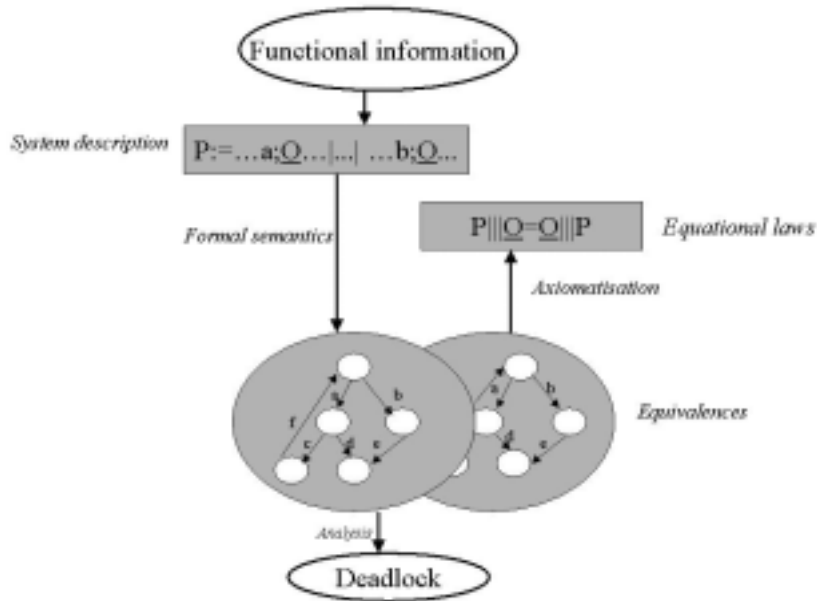 Functional information
System description
P:=…a;Q…|...| …b;Q...
Formal semantics
P|||Q=Q|||P
Equational laws
Axiomatisation
a
b
f
c
d
e
a
b
d
e
Equivalences
Analysis
Deadlock